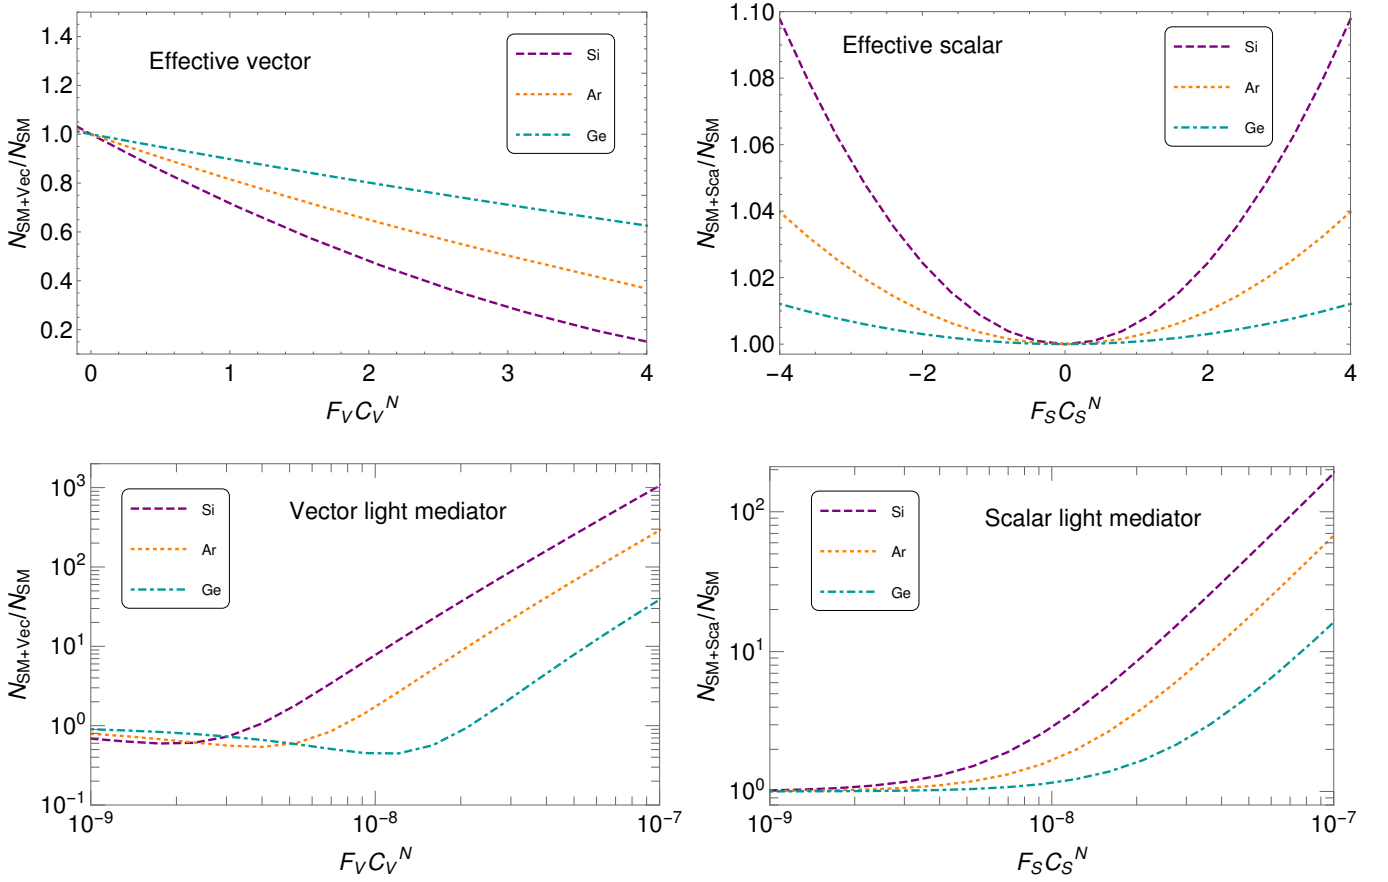 Effective vector
Si
Ar
Ge
1.4
1.2
1.0
0.8
0.6
0.4
0.2
N_SM+Vec/N_SM
0 1 2 3 4
F_V C_V^N
Effective scalar
Si
Ar
Ge
1.10
1.08
1.06
1.04
1.02
1.00
N_SM+Sca/N_SM
−4 −2 0 2 4
F_S C_S^N
Vector light mediator
Si
Ar
Ge
10^3
10^2
10^1
10^0
10^−1
N_SM+Vec/N_SM
10^−9 10^−8 10^−7
F_V C_V^N
Scalar light mediator
Si
Ar
Ge
10^2
10^1
10^0
N_SM+Sca/N_SM
10^−9 10^−8 10^−7
F_S C_S^N